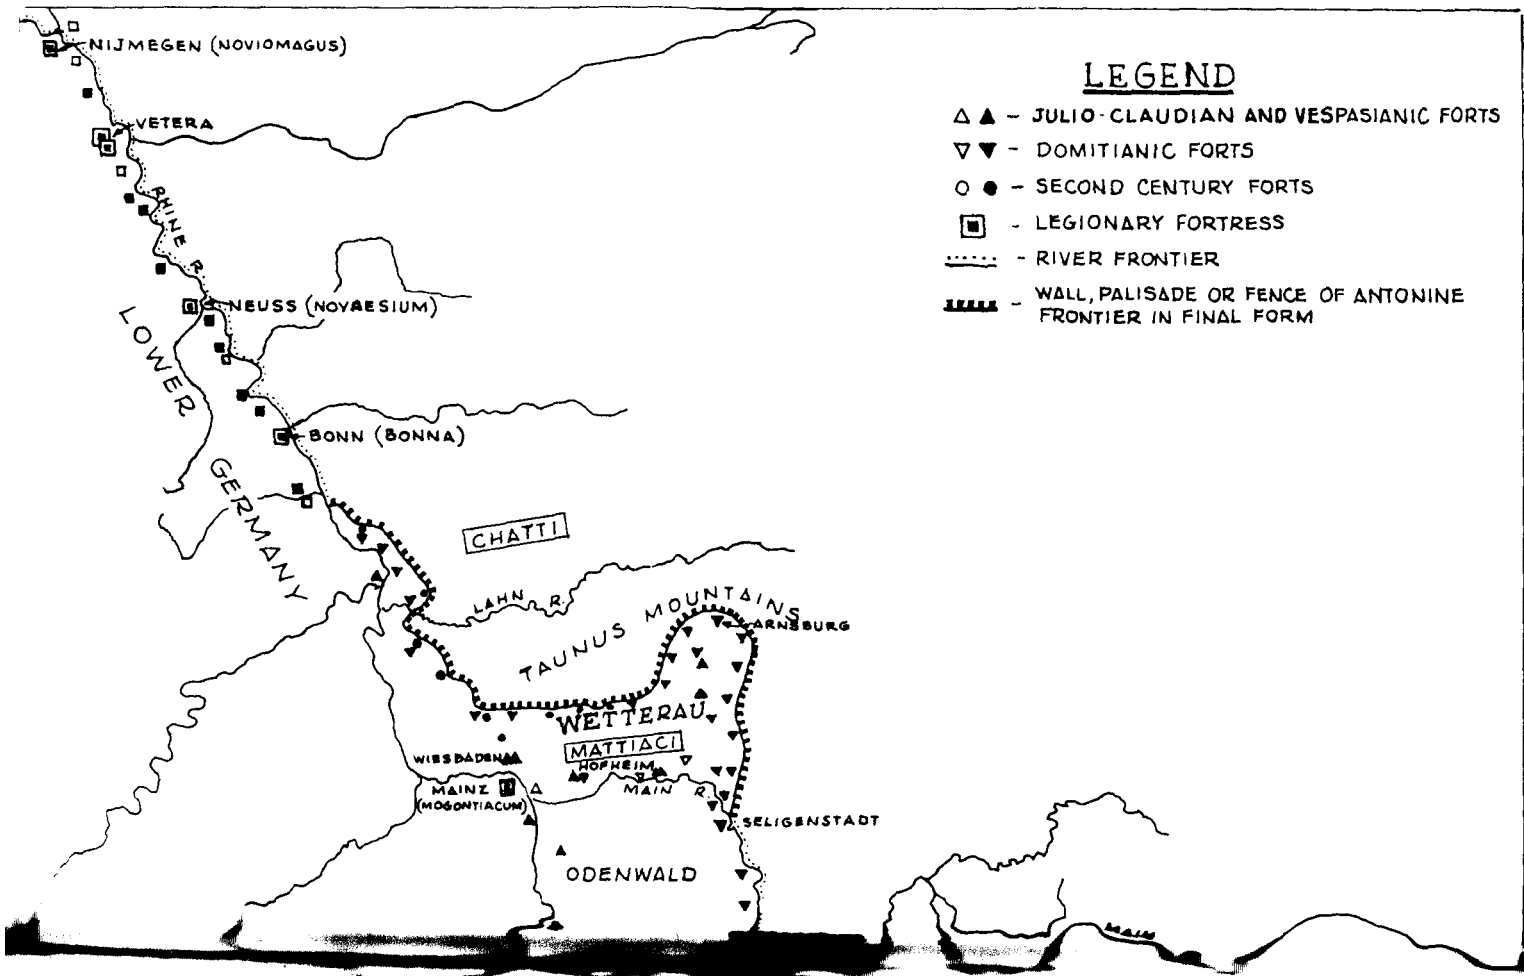 LEGEND
△ ▲ - JULIO-CLAUDIAN AND VESPASIANIC FORTS
▽ ▼ - DOMITIANIC FORTS
○ ● - SECOND CENTURY FORTS
- LEGIONARY FORTRESS
- RIVER FRONTIER
- WALL, PALISADE OR FENCE OF ANTONINE
FRONTIER IN FINAL FORM
NIJMEGEN (NOVIOMAGUS)
VETERA
RHINE R.
NEUSS (NOVAESIUM)
LOWER
GERMANY
BONN (BONNA)
CHATTI
LAHN R.
TAUNUS MOUNTAINS
ARNSBURG
WETTERAU
MATTIACI
WIESBADEN
HOFHEIM
MAINZ
(MOGONTIACUM)
MAIN R.
SELIGENSTADT
ODENWALD
MAIN